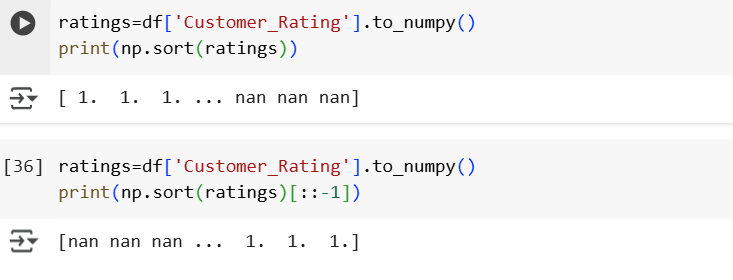 ratings=df['Customer_Rating'].to_numpy()
print(np.sort(ratings))
[ 1.  1.  1. ... nan nan nan]
[36] ratings=df['Customer_Rating'].to_numpy()
print(np.sort(ratings)[::-1])
[nan nan nan ...  1.  1.  1.]